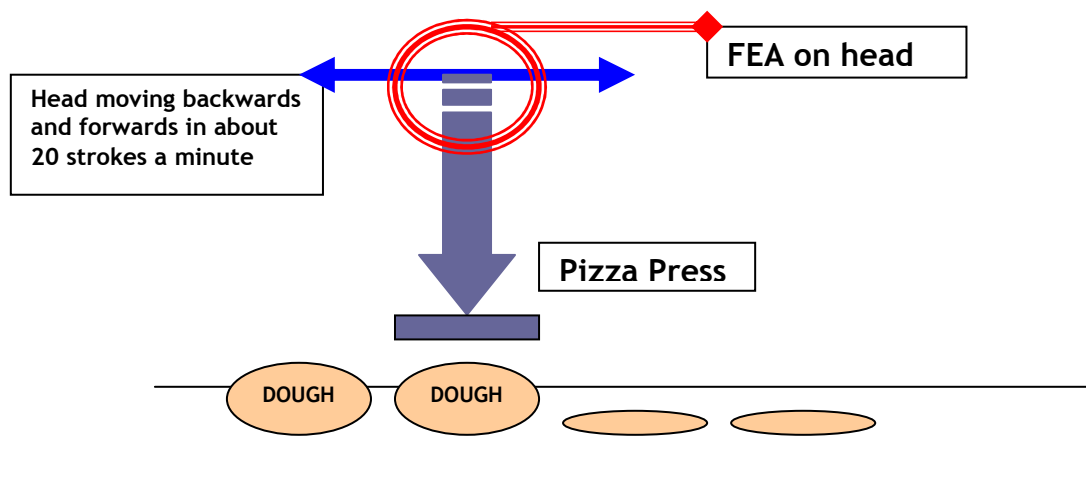 FEA on head
Head moving backwards
and forwards in about
20 strokes a minute
Pizza Press
DOUGH
DOUGH